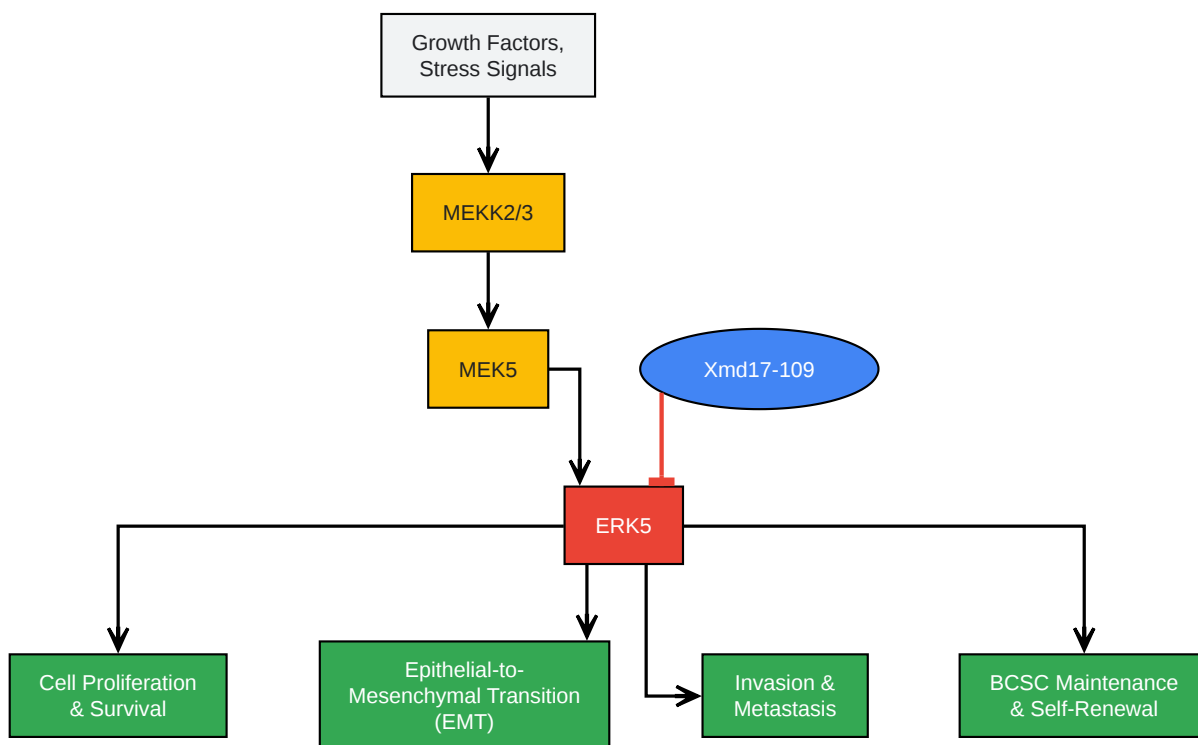 Growth Factors,
Stress Signals
MEKK2/3
MEK5
Xmd17-109
ERK5
Cell Proliferation
& Survival
Epithelial-to-
Mesenchymal Transition
(EMT)
Invasion &
Metastasis
BCSC Maintenance
& Self-Renewal